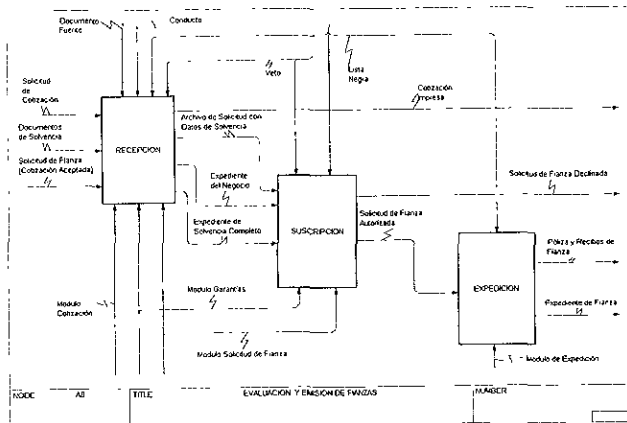 Documento
Fuerce
Conducto
Veto
Lista
Negra
Solicitud
de
Cotización
Cotización
Impresa
Documentos
de Solvencia
RECEPCION
Archivo de Solicitud con
Datos de Solvencia
Solicitud de Fianza
(Cotización Aceptada)
Expediente
del Negocio
Solicitud de Fianza Declinada
Expediente de
Solvencia Completo
SUSCRIPCION
Solicitud de Fianza
Autorizada
Póliza y Recibos de
Fianza
EXPEDICION
Modulo
Cotización
Modulo Garantías
Expediente de Fianza
Modulo Solicitud de Fianza
Modulo de Expedición
NODE
A0
TITLE
EVALUACION Y EMISION DE FIANZAS
NUMBER